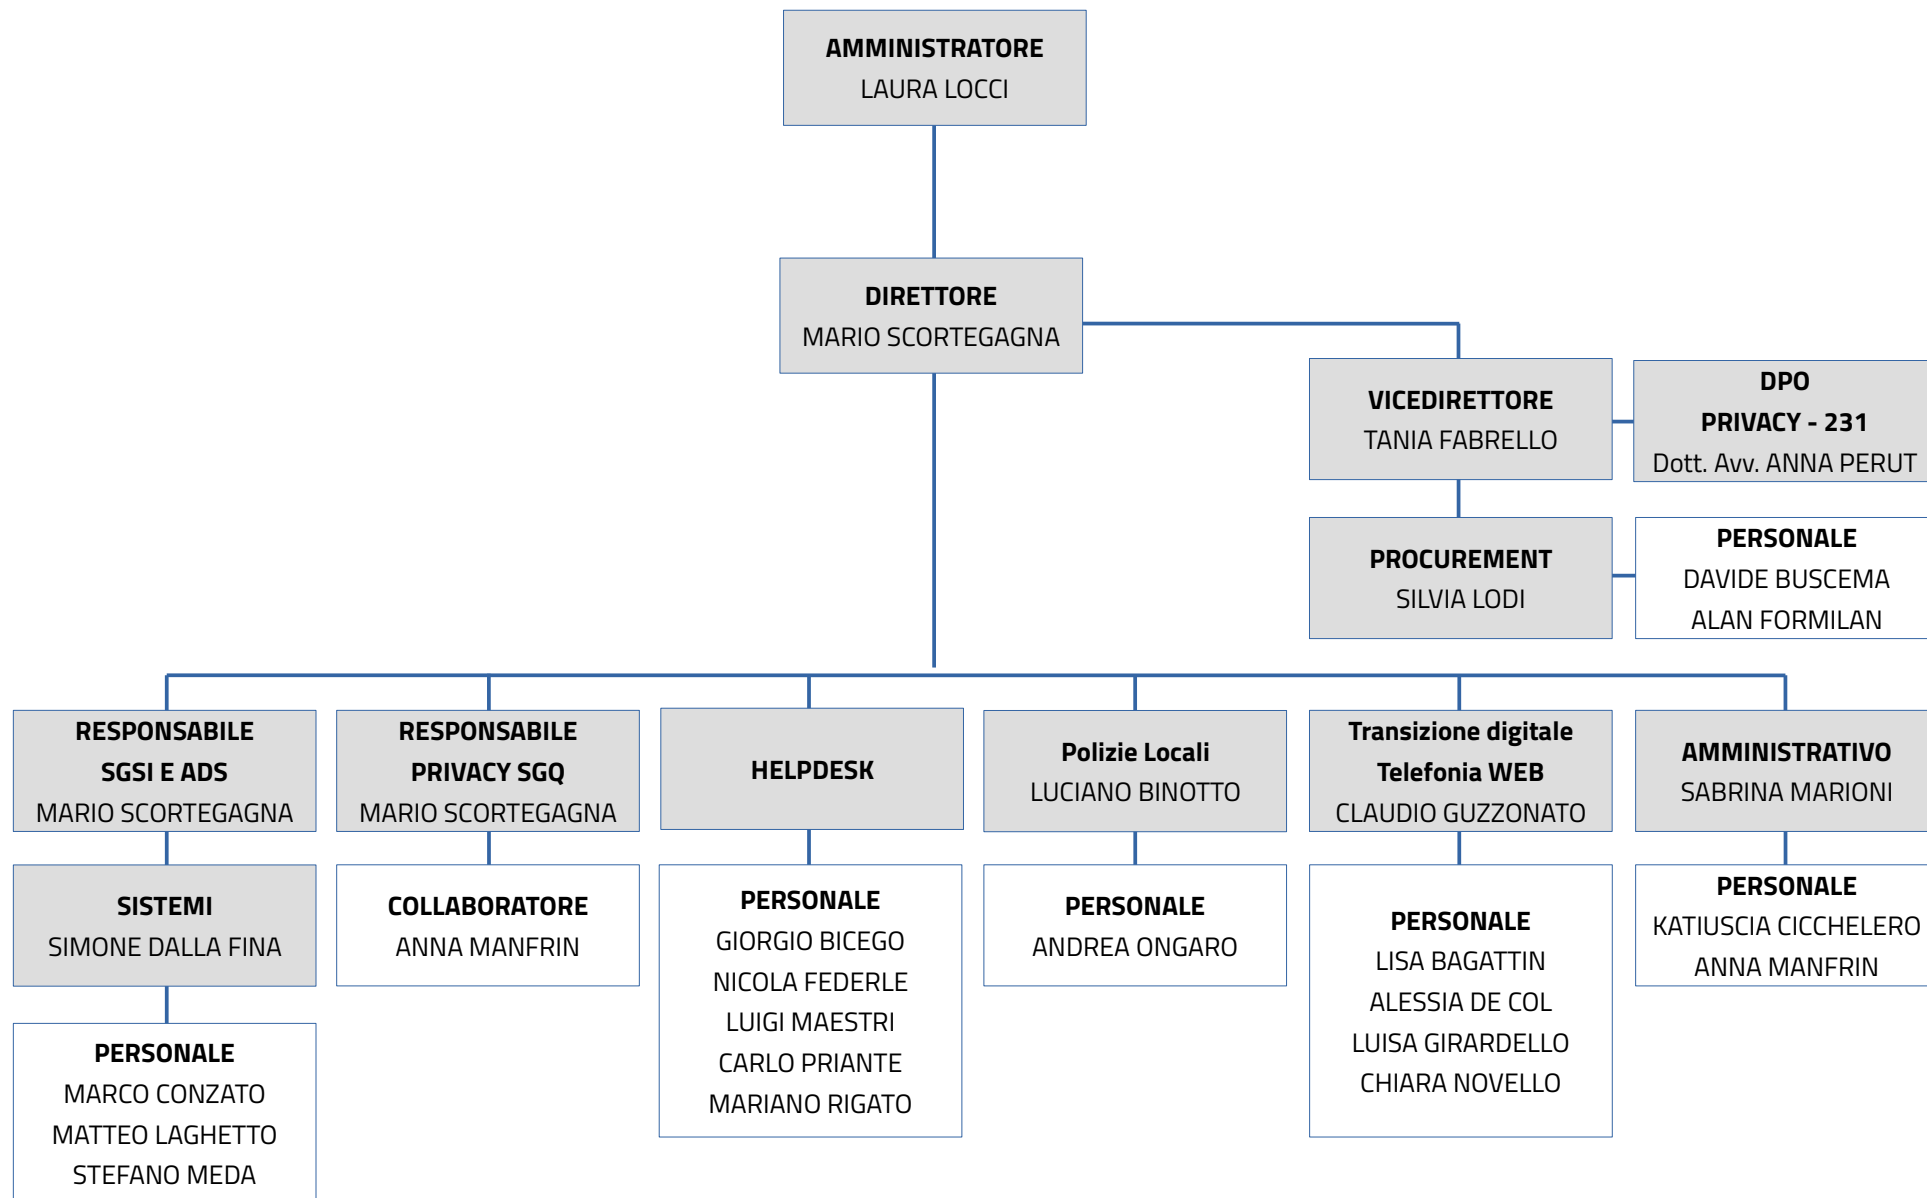 AMMINISTRATORE
LAURA LOCCI
DIRETTORE
MARIO SCORTEGAGNA
VICEDIRETTORE
TANIA FABRELLO
DPO
PRIVACY - 231
Dott. Avv. ANNA PERUT
PROCUREMENT
SILVIA LODI
PERSONALE
DAVIDE BUSCEMA
ALAN FORMILAN
RESPONSABILE
SGSI E ADS
MARIO SCORTEGAGNA
RESPONSABILE
PRIVACY SGQ
MARIO SCORTEGAGNA
HELPDESK
Polizie Locali
LUCIANO BINOTTO
Transizione digitale
Telefonia WEB
CLAUDIO GUZZONATO
AMMINISTRATIVO
SABRINA MARIONI
SISTEMI
SIMONE DALLA FINA
COLLABORATORE
ANNA MANFRIN
PERSONALE
GIORGIO BICEGO
NICOLA FEDERLE
LUIGI MAESTRI
CARLO PRIANTE
MARIANO RIGATO
PERSONALE
ANDREA ONGARO
PERSONALE
LISA BAGATTIN
ALESSIA DE COL
LUISA GIRARDELLO
CHIARA NOVELLO
PERSONALE
KATIUSCIA CICCHELERO
ANNA MANFRIN
PERSONALE
MARCO CONZATO
MATTEO LAGHETTO
STEFANO MEDA